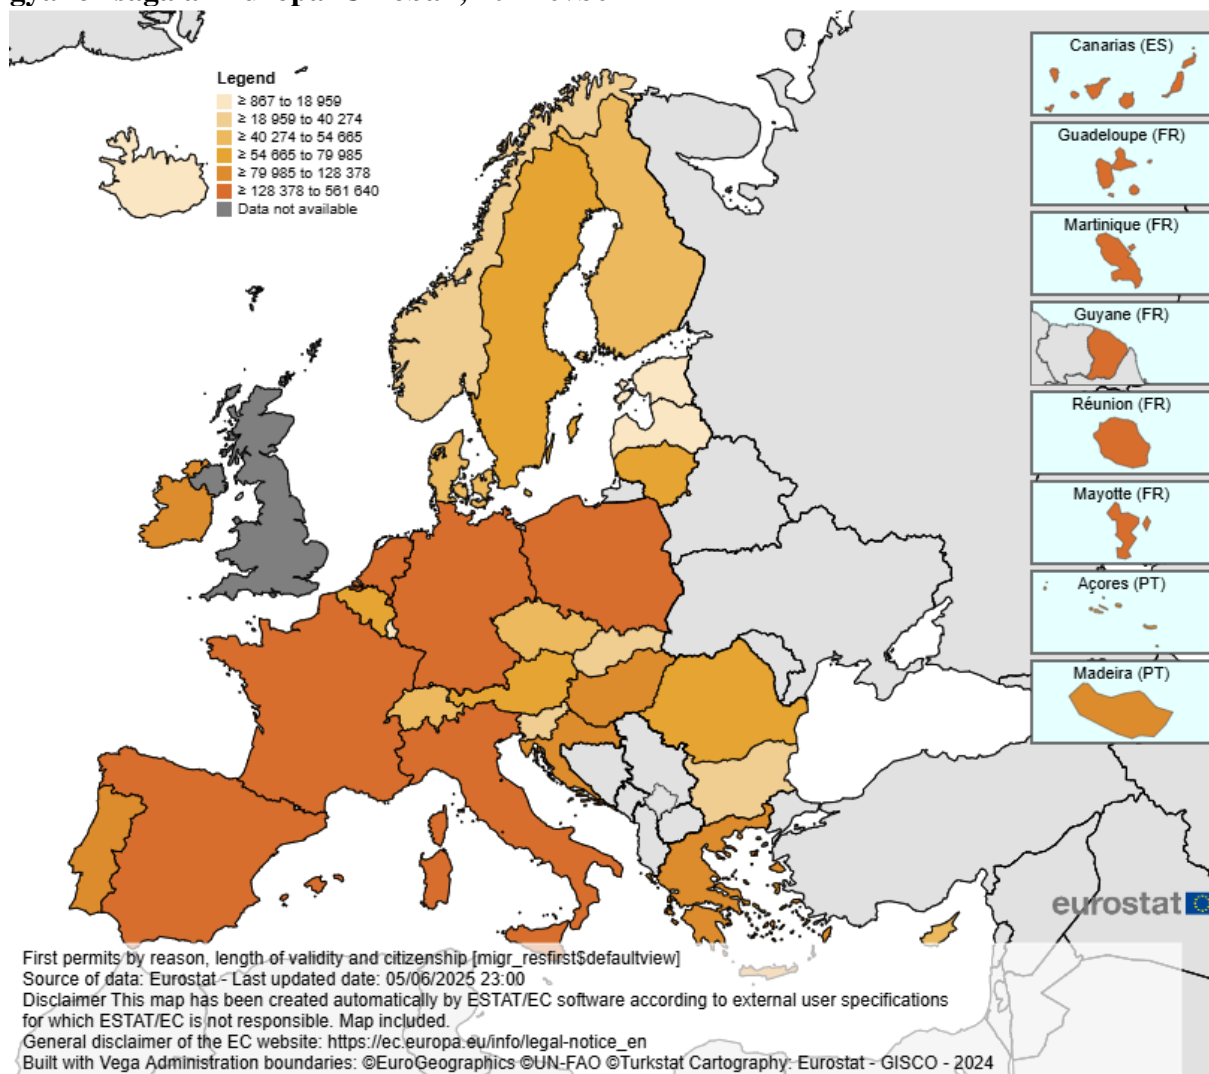 Legend
≥ 867 to 18 959
≥ 18 959 to 40 274
≥ 40 274 to 54 665
≥ 54 665 to 79 985
≥ 79 985 to 128 378
≥ 128 378 to 561 640
Data not available
Canarias (ES)
Guadeloupe (FR)
Martinique (FR)
Guyane (FR)
Réunion (FR)
Mayotte (FR)
Açores (PT)
Madeira (PT)
eurostat
First permits by reason, length of validity and citizenship [migr_resfirst$defaultview]
Source of data: Eurostat - Last updated date: 05/06/2025 23:00
Disclaimer This map has been created automatically by ESTAT/EC software according to external user specifications
for which ESTAT/EC is not responsible. Map included.
General disclaimer of the EC website: https://ec.europa.eu/info/legal-notice_en
Built with Vega Administration boundaries: ©EuroGeographics ©UN-FAO ©Turkstat Cartography: Eurostat - GISCO - 2024